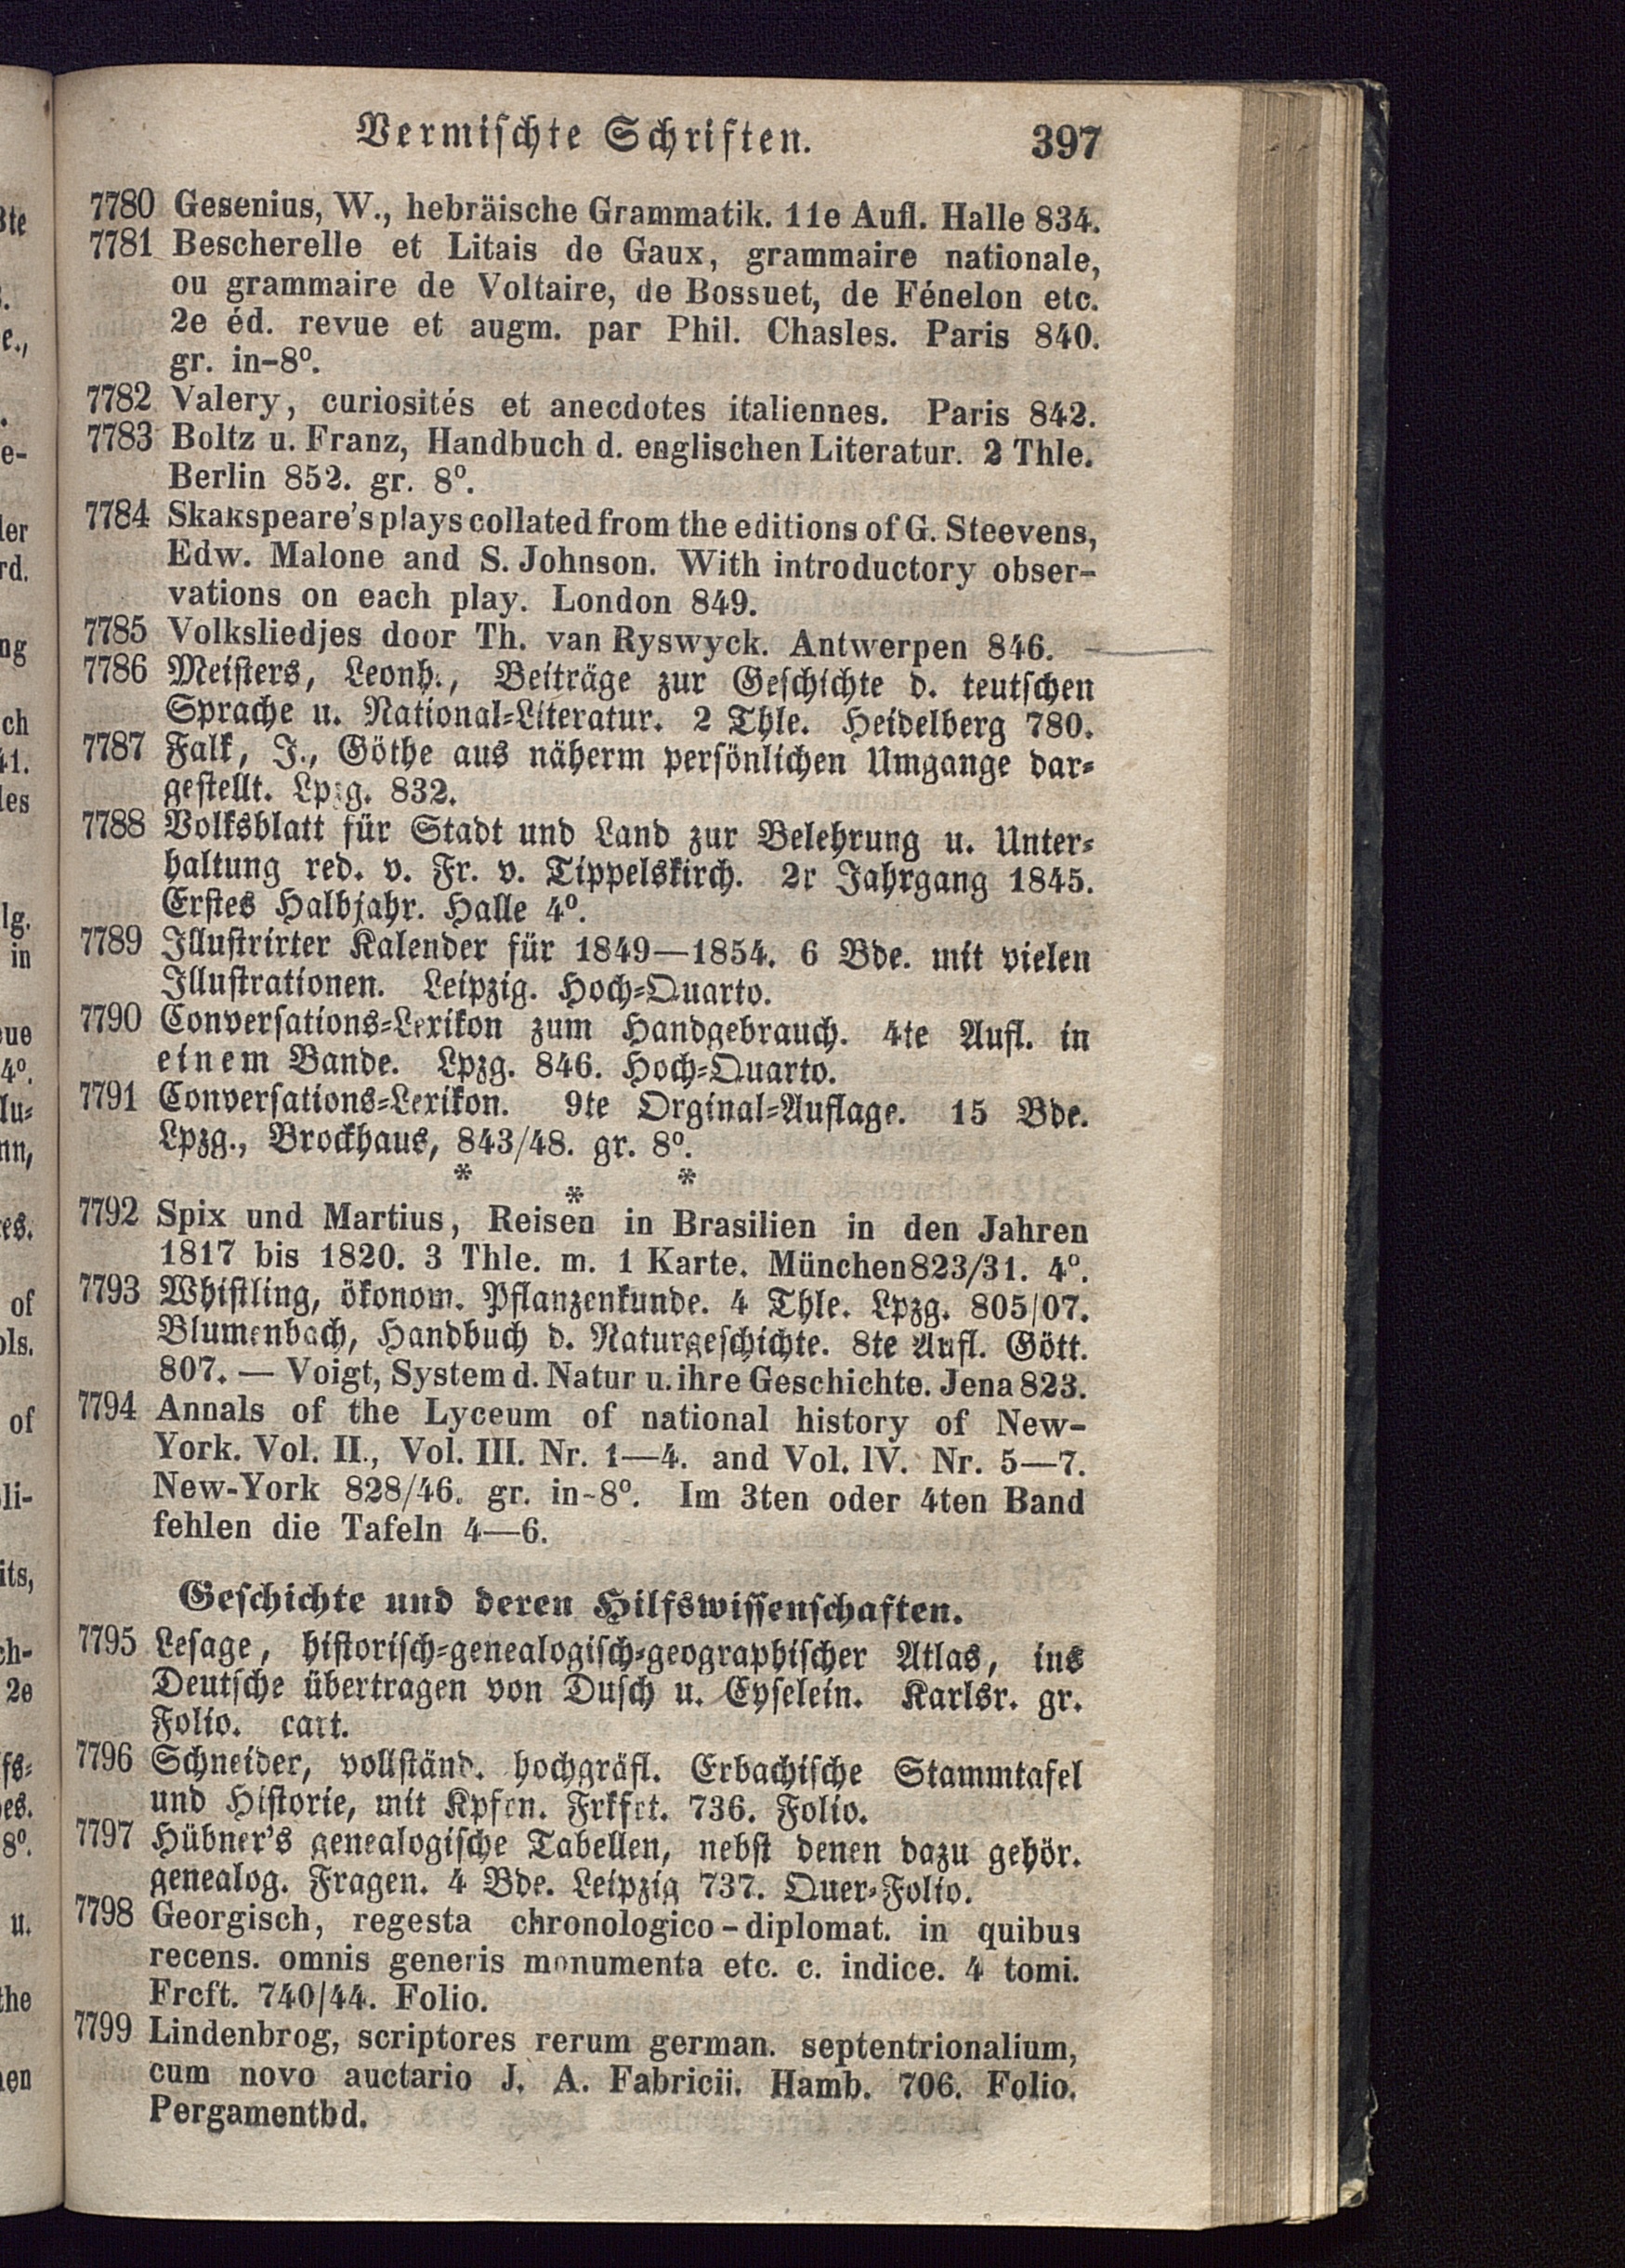 Vermischte Schriften. 397
7780 Gesenius, W., hebräische Grammatik. 11e Aufl. Halle 834.
7781 Bescherelle et Litais de Gaux, grammaire nationale,
ou grammaire de Voltaire, de Bossuet, de Fénelon etc.
2e éd. revue et augm. par Phil. Chasles. Paris 840.
gr. in-8º.
7782 Valery, curiosités et anecdotes italiennes. Paris 842.
7783 Boltz u. Franz, Handbuch d. englischen Literatur. 2 Thle.
Berlin 852. gr. 8º.
7784 Skakspeare's plays collated from the editions of G. Steevens,
Edw. Malone and S. Johnson. With introductory obser-
vations on each play. London 849.
7785 Volksliedjes door Th. van Ryswyck. Antwerpen 846.
7786 Meisters, Leonh., Beiträge zur Geschichte d. teutschen
Sprache u. National-Literatur. 2 Thle. Heidelberg 780.
7787 Falk, J., Göthe aus näherm persönlichen Umgange dar-
gestellt. Lpzg. 832.
7788 Volksblatt für Stadt und Land zur Belehrung u. Unter-
haltung red. v. Fr. v. Tippelskirch. 2r Jahrgang 1845.
Erstes Halbjahr. Halle 4º.
7789 Illustrirter Kalender für 1849—1854. 6 Bde. mit vielen
Illustrationen. Leipzig. Hoch-Quarto.
7790 Conversations-Lexikon zum Handgebrauch. 4te Aufl. in
einem Bande. Lpzg. 846. Hoch-Quarto.
7791 Conversations-Lexikon. 9te Orginal-Auflage. 15 Bde.
Lpzg., Brockhaus, 843/48. gr. 8º.
* * *
7792 Spix und Martius, Reisen in Brasilien in den Jahren
1817 bis 1820. 3 Thle. m. 1 Karte. München 823/31. 4º.
7793 Whistling, ökonom. Pflanzenkunde. 4 Thle. Lpzg. 805/07.
Blumenbach, Handbuch d. Naturgeschichte. 8te Aufl. Gött.
807. — Voigt, System d. Natur u. ihre Geschichte. Jena 823.
7794 Annals of the Lyceum of national history of New-
York. Vol. II., Vol. III. Nr. 1—4. and Vol. IV. Nr. 5—7.
New-York 828/46. gr. in-8º. Im 3ten oder 4ten Band
fehlen die Tafeln 4—6.
Geschichte und deren Hilfswissenschaften.
7795 Lesage, historisch-genealogisch-geographischer Atlas, ins
Deutsche übertragen von Dusch u. Eyselein. Karlsr. gr.
Folio. cart.
7796 Schneider, vollständ. hochgräfl. Erbachische Stammtafel
und Historie, mit Kpfrn. Frkfrt. 736. Folio.
7797 Hübner's genealogische Tabellen, nebst denen dazu gehör.
genealog. Fragen. 4 Bde. Leipzig 737. Quer-Folio.
7798 Georgisch, regesta chronologico-diplomat. in quibus
recens. omnis generis monumenta etc. c. indice. 4 tomi.
Frcft. 740/44. Folio.
7799 Lindenbrog, scriptores rerum german. septentrionalium,
cum novo auctario J. A. Fabricii. Hamb. 706. Folio.
Pergamentbd.